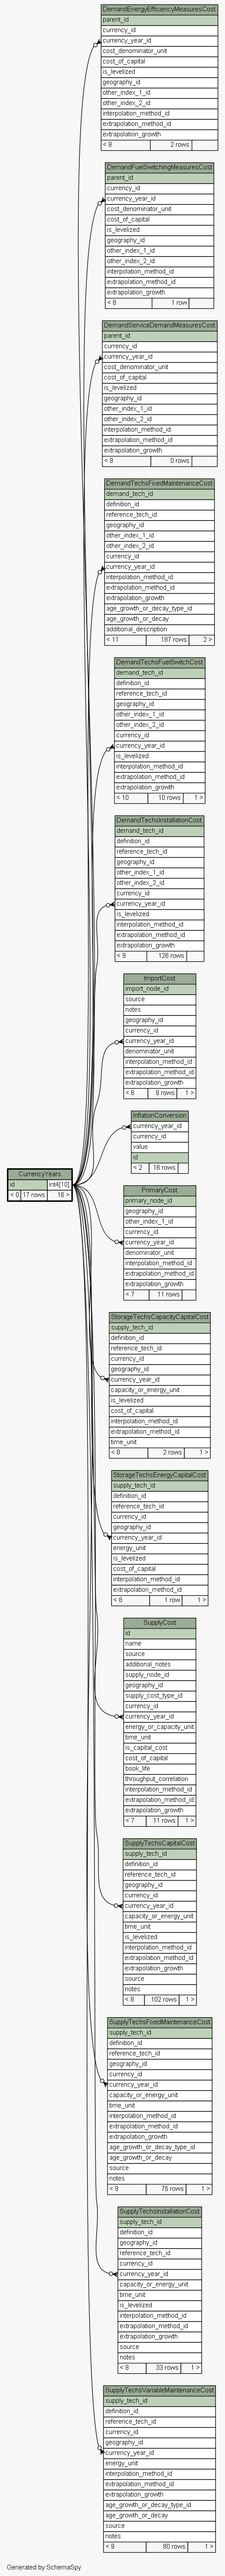 DemandEnergyEfficiencyMeasuresCost
parent_id
currency_id
currency_year_id
cost_denominator_unit
cost_of_capital
is_levelized
geography_id
other_index_1_id
other_index_2_id
interpolation_method_id
extrapolation_method_id
extrapolation_growth
< 8 2 rows
DemandFuelSwitchingMeasuresCost
parent_id
currency_id
currency_year_id
cost_denominator_unit
cost_of_capital
is_levelized
geography_id
other_index_1_id
other_index_2_id
interpolation_method_id
extrapolation_method_id
extrapolation_growth
< 8 1 row
DemandServiceDemandMeasuresCost
parent_id
currency_id
currency_year_id
cost_denominator_unit
cost_of_capital
is_levelized
geography_id
other_index_1_id
other_index_2_id
interpolation_method_id
extrapolation_method_id
extrapolation_growth
< 8 0 rows
DemandTechsFixedMaintenanceCost
demand_tech_id
definition_id
reference_tech_id
geography_id
other_index_1_id
other_index_2_id
currency_id
currency_year_id
interpolation_method_id
extrapolation_method_id
extrapolation_growth
age_growth_or_decay_type_id
age_growth_or_decay
additional_description
< 11 187 rows 2 >
DemandTechsFuelSwitchCost
demand_tech_id
definition_id
reference_tech_id
geography_id
other_index_1_id
other_index_2_id
currency_id
currency_year_id
is_levelized
interpolation_method_id
extrapolation_method_id
extrapolation_growth
< 10 10 rows 1 >
DemandTechsInstallationCost
demand_tech_id
definition_id
reference_tech_id
geography_id
other_index_1_id
other_index_2_id
currency_id
currency_year_id
is_levelized
interpolation_method_id
extrapolation_method_id
extrapolation_growth
< 9 126 rows
ImportCost
import_node_id
source
notes
geography_id
currency_id
currency_year_id
denominator_unit
interpolation_method_id
extrapolation_method_id
extrapolation_growth
< 6 9 rows 1 >
InflationConversion
currency_year_id
currency_id
value
id
< 2 16 rows
CurrencyYears
id int4[10]
< 0 17 rows 16 >
PrimaryCost
primary_node_id
geography_id
other_index_1_id
currency_id
currency_year_id
denominator_unit
interpolation_method_id
extrapolation_method_id
extrapolation_growth
< 7 11 rows
StorageTechsCapacityCapitalCost
supply_tech_id
definition_id
reference_tech_id
currency_id
geography_id
currency_year_id
capacity_or_energy_unit
is_levelized
cost_of_capital
interpolation_method_id
extrapolation_method_id
time_unit
< 8 2 rows 1 >
StorageTechsEnergyCapitalCost
supply_tech_id
definition_id
reference_tech_id
currency_id
geography_id
currency_year_id
energy_unit
is_levelized
cost_of_capital
interpolation_method_id
extrapolation_method_id
< 8 1 row 1 >
SupplyCost
id
name
source
additional_notes
supply_node_id
geography_id
supply_cost_type_id
currency_id
currency_year_id
energy_or_capacity_unit
time_unit
is_capital_cost
cost_of_capital
book_life
throughput_correlation
interpolation_method_id
extrapolation_method_id
extrapolation_growth
< 7 11 rows 1 >
SupplyTechsCapitalCost
supply_tech_id
definition_id
reference_tech_id
geography_id
currency_id
currency_year_id
capacity_or_energy_unit
time_unit
is_levelized
interpolation_method_id
extrapolation_method_id
extrapolation_growth
source
notes
< 8 102 rows 1 >
SupplyTechsFixedMaintenanceCost
supply_tech_id
definition_id
reference_tech_id
geography_id
currency_id
currency_year_id
capacity_or_energy_unit
time_unit
interpolation_method_id
extrapolation_method_id
extrapolation_growth
age_growth_or_decay_type_id
age_growth_or_decay
source
notes
< 9 75 rows 1 >
SupplyTechsInstallationCost
supply_tech_id
definition_id
geography_id
reference_tech_id
currency_id
currency_year_id
capacity_or_energy_unit
time_unit
is_levelized
interpolation_method_id
extrapolation_method_id
extrapolation_growth
source
notes
< 8 33 rows 1 >
SupplyTechsVariableMaintenanceCost
supply_tech_id
definition_id
reference_tech_id
currency_id
geography_id
currency_year_id
energy_unit
interpolation_method_id
extrapolation_method_id
extrapolation_growth
age_growth_or_decay_type_id
age_growth_or_decay
source
notes
< 9 80 rows 1 >
Generated by SchemaSpy